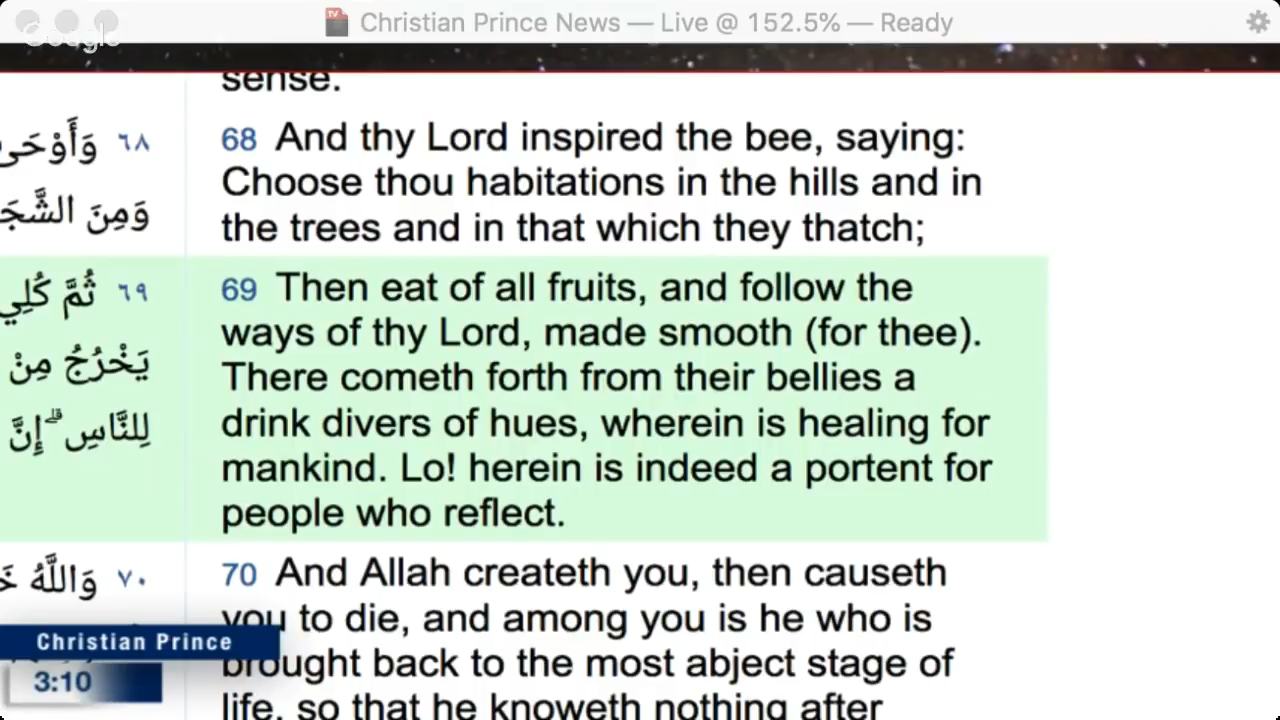 Google
Christian Prince News — Live @ 152.5% — Ready
sense.
٦٨
وَمِنَ
68 And thy Lord inspired the bee, saying:
Choose thou habitations in the hills and in
the trees and in that which they thatch;
٦٩ ثُمَّ كُلِي
يَخْرُجُ مِنْ
لِلنَّاسِ ۗ إِنَّ
69 Then eat of all fruits, and follow the
ways of thy Lord, made smooth (for thee).
There cometh forth from their bellies a
drink divers of hues, wherein is healing for
mankind. Lo! herein is indeed a portent for
people who reflect.
٧٠ وَاللَّهُ
70 And Allah createth you, then causeth
you to die, and among you is he who is
brought back to the most abject stage of
life, so that he knoweth nothing after
Christian Prince
3:10